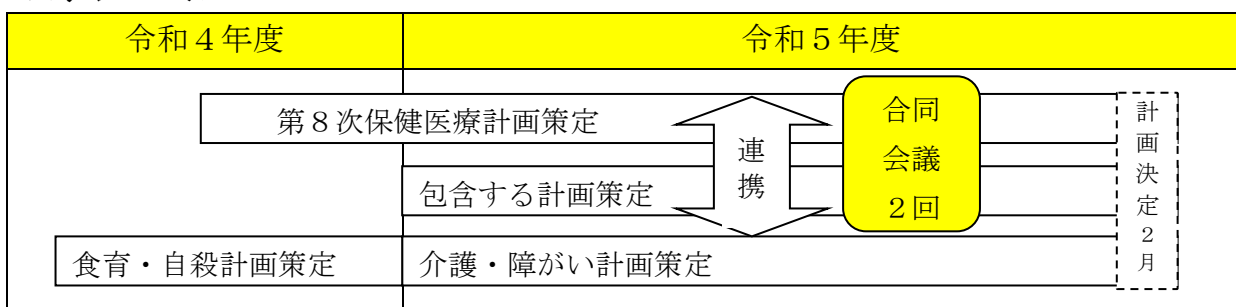 令和４年度
令和５年度
第８次保健医療計画策定
連携
合同
会議
２回
計画決定２月
包含する計画策定
食育・自殺計画策定
介護・障がい計画策定